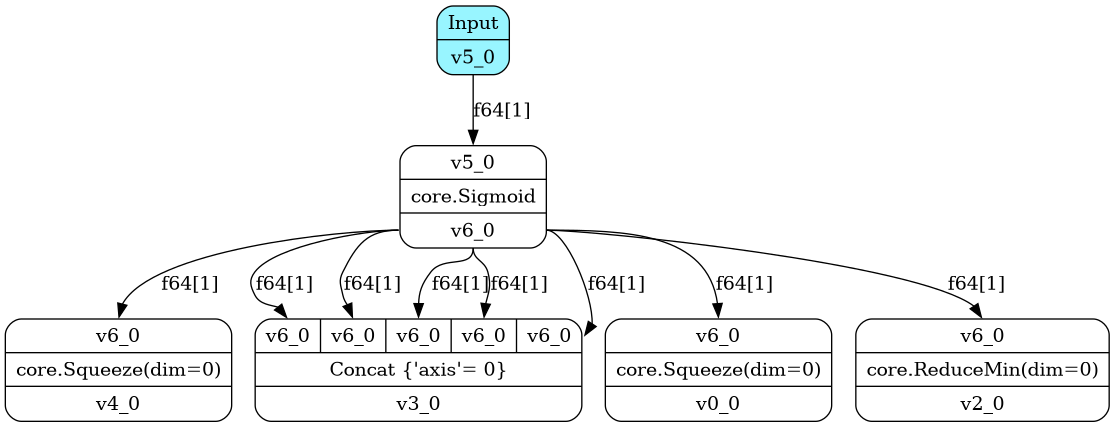 Input
v5_0
f64[1]
v5_0
core.Sigmoid
v6_0
f64[1] f64[1] f64[1] f64[1] f64[1] f64[1] f64[1] f64[1]
v6_0 v6_0 v6_0 v6_0 v6_0 v6_0 v6_0 v6_0
core.Squeeze(dim=0) Concat {'axis'= 0} core.Squeeze(dim=0) core.ReduceMin(dim=0)
v4_0 v3_0 v0_0 v2_0